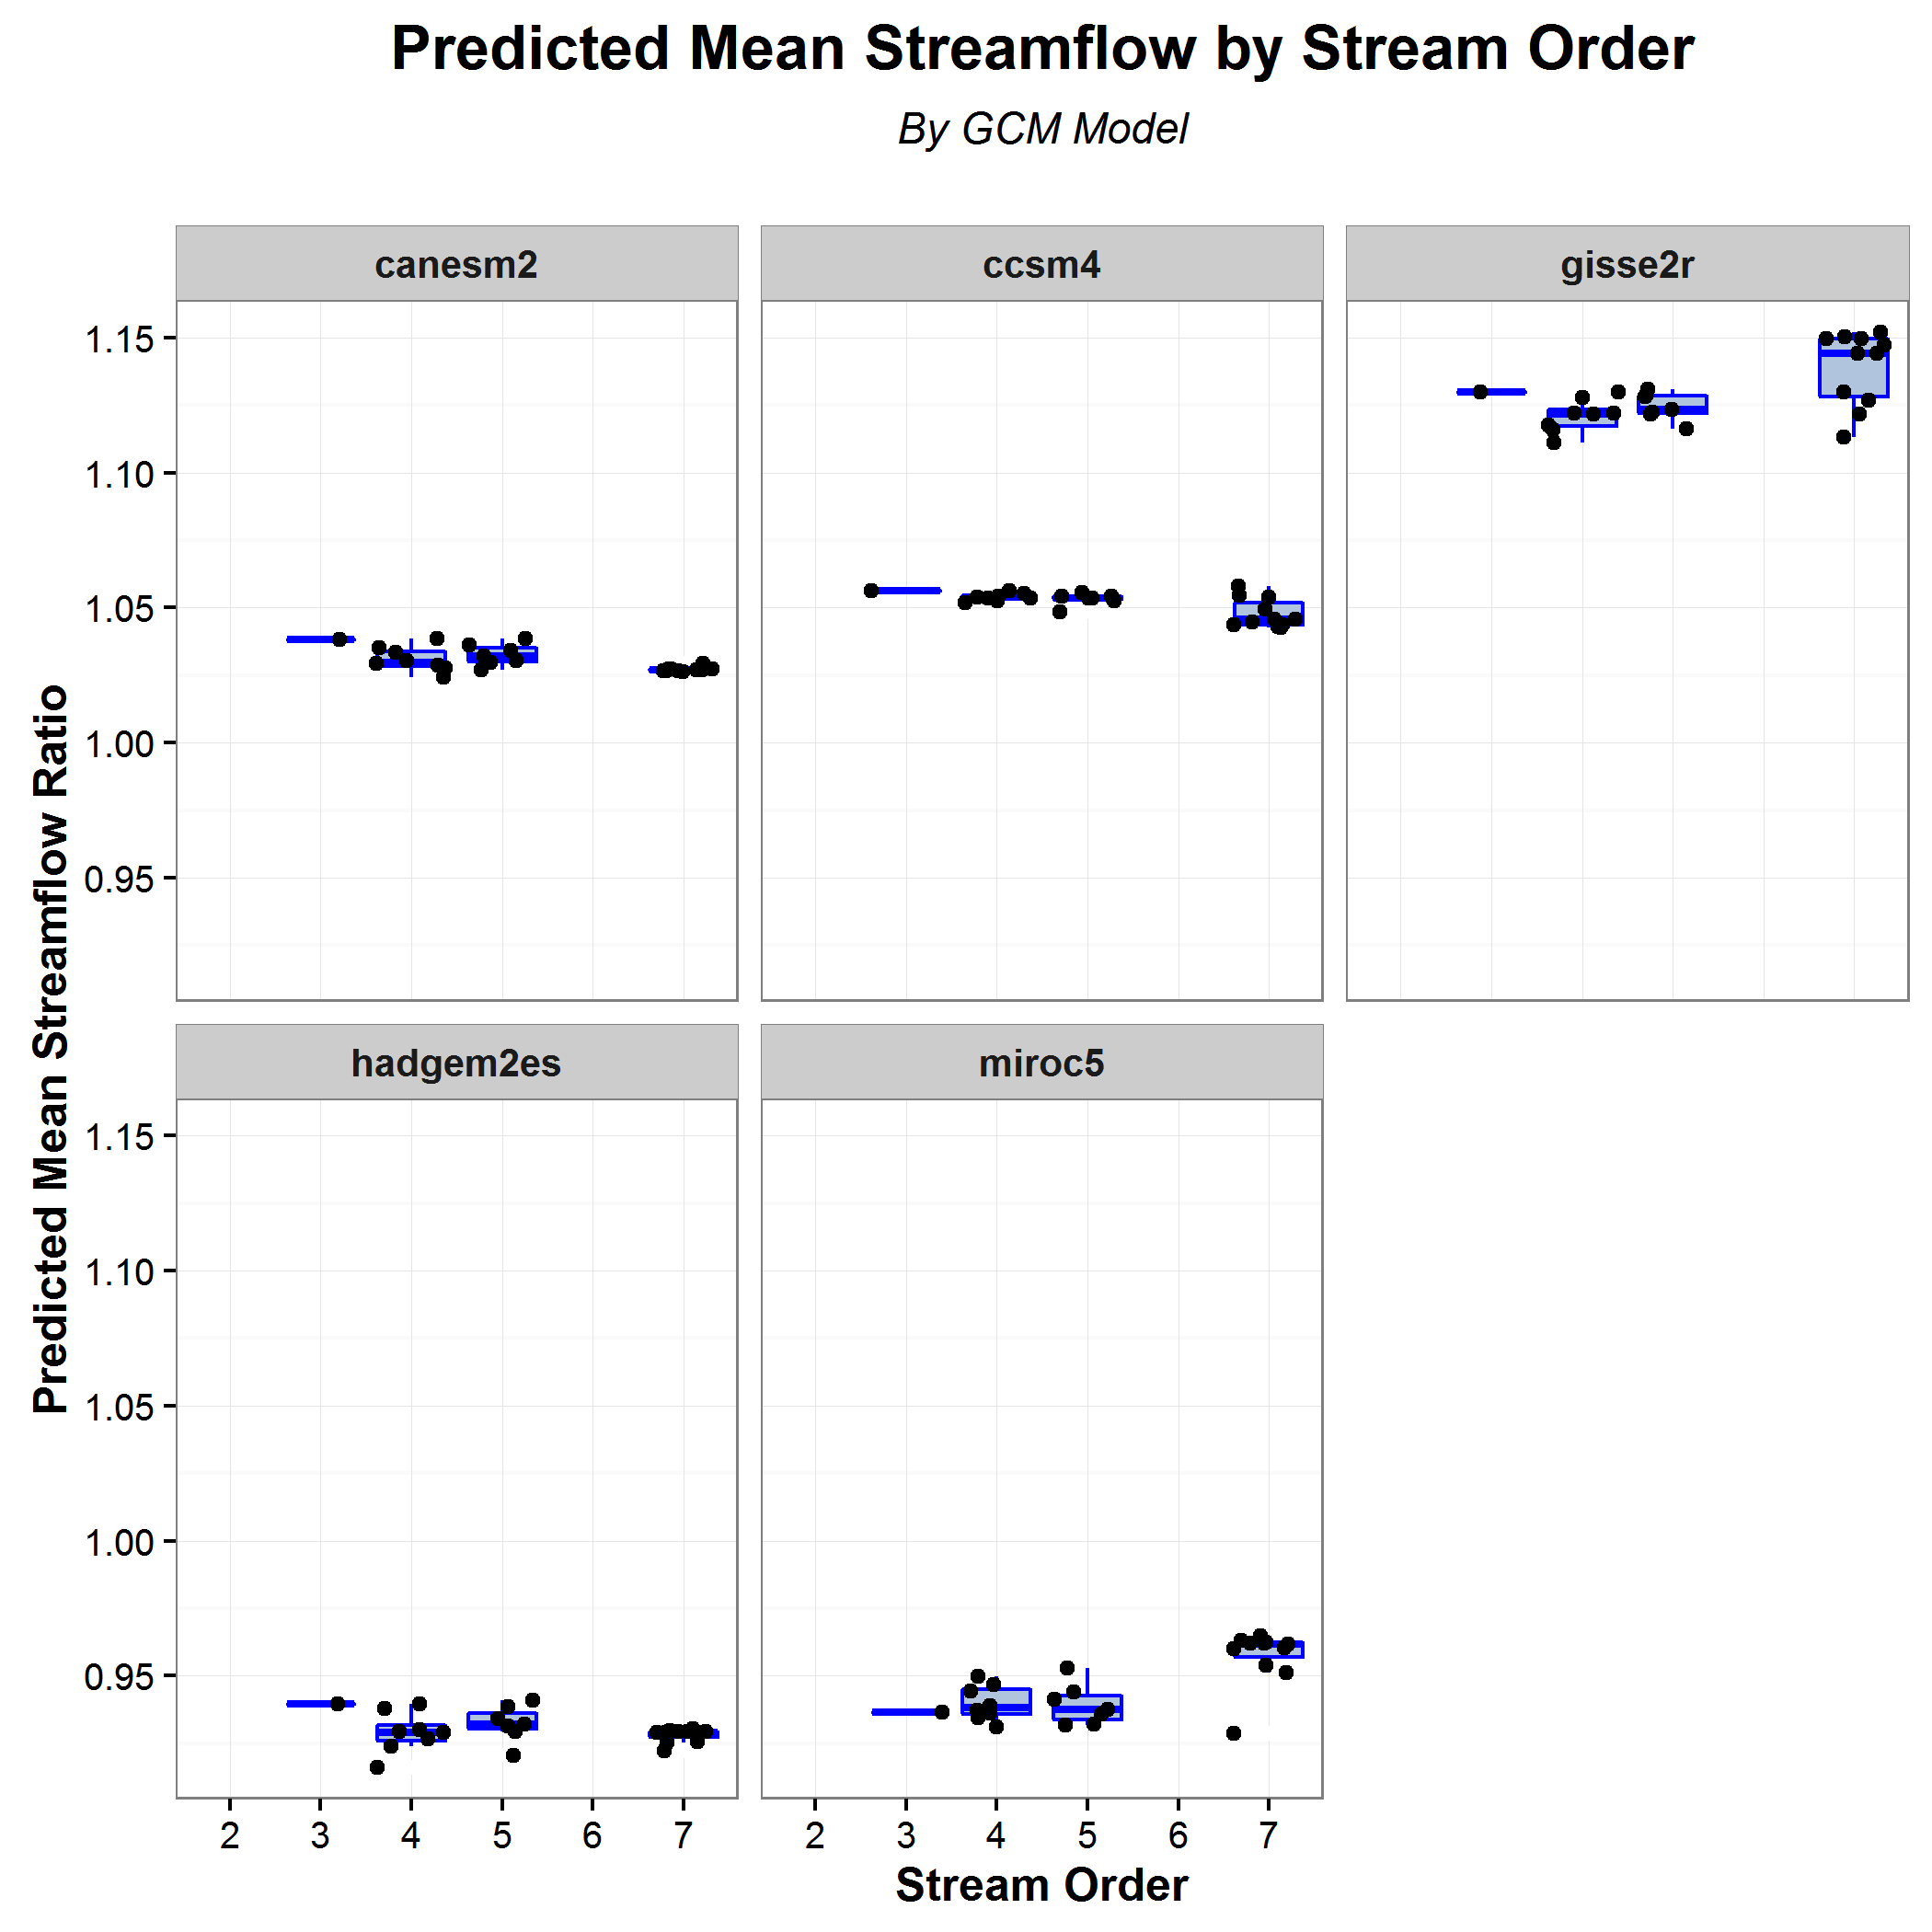 Predicted Mean Streamflow by Stream Order
By GCM Model
canesm2
ccsm4
gisse2r
1.15
1.10
1.05
1.00
0.95
hadgem2es
miroc5
1.15
1.10
1.05
1.00
0.95
2 3 4 5 6 7
2 3 4 5 6 7
Stream Order
Predicted Mean Streamflow Ratio